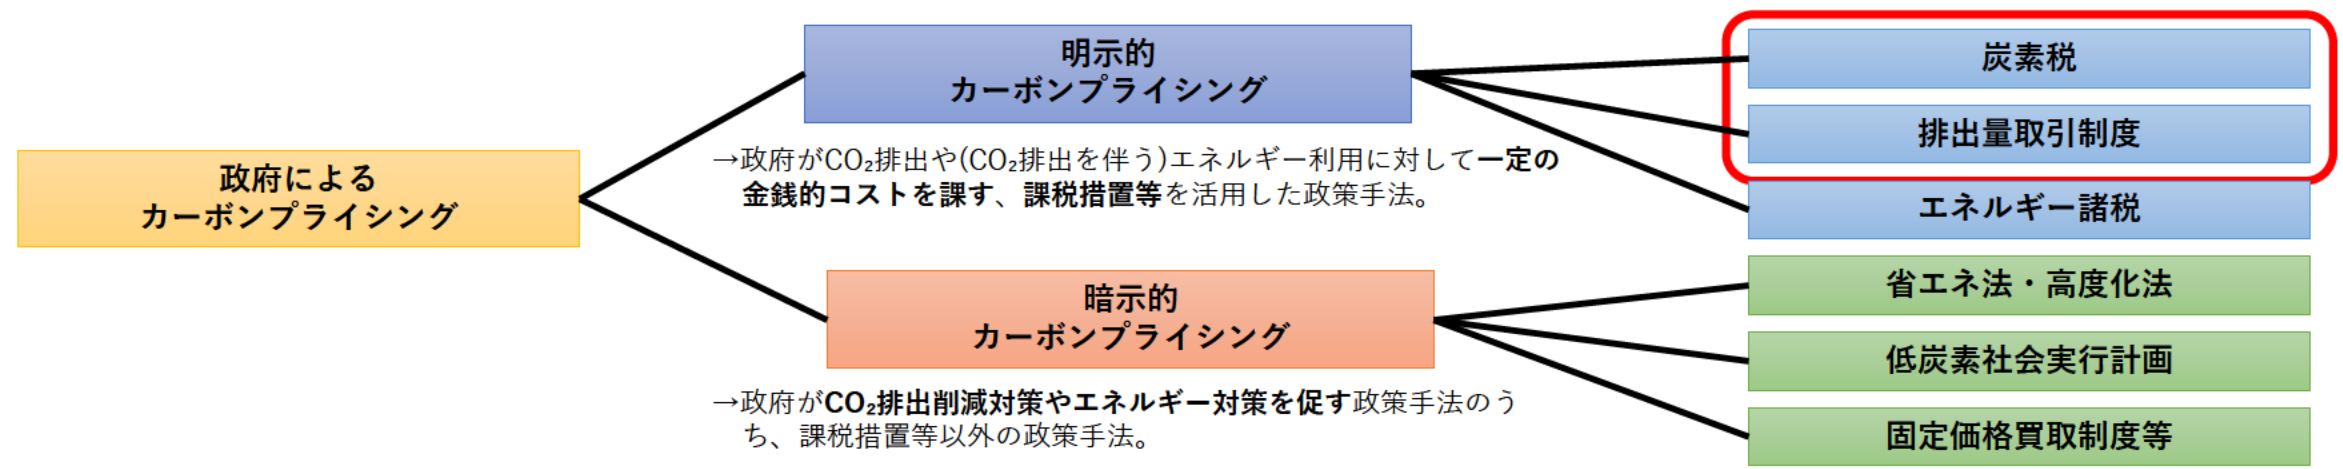 政府による
カーボンプライシング
明示的
カーボンプライシング
→政府がCO₂排出や(CO₂排出を伴う)エネルギー利用に対して一定の
金銭的コストを課す、課税措置等を活用した政策手法。
暗示的
カーボンプライシング
→政府がCO₂排出削減対策やエネルギー対策を促す政策手法のう
ち、課税措置等以外の政策手法。
炭素税
排出量取引制度
エネルギー諸税
省エネ法・高度化法
低炭素社会実行計画
固定価格買取制度等